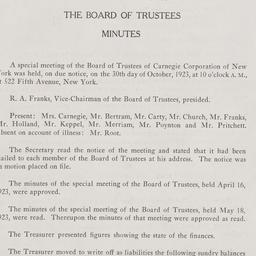 THE BOARD OF TRUSTEES
MINUTES
A special meeting of the Board of Trustees of Carnegie Corporation of New
York was held, on due notice, on the 30th day of October, 1923, at 10 o'clock A. M.,
at 522 Fifth Avenue, New York.
R. A. Franks, Vice-Chairman of the Board of Trustees, presided.
Present: Mrs. Carnegie, Mr. Bertram, Mr. Carty, Mr. Church, Mr. Franks,
Mr. Holland, Mr. Keppel, Mr. Merriam, Mr. Poynton and Mr. Pritchett.
Absent on account of illness: Mr. Root.
The Secretary read the notice of the meeting and stated that it had been
mailed to each member of the Board of Trustees at his address. The notice was
on motion placed on file.
The minutes of the special meeting of the Board of Trustees, held April 16,
1923, were approved.
The minutes of the special meeting of the Board of Trustees, held May 18,
1923, were read. Thereupon the minutes of that meeting were approved as read.
The Treasurer presented figures showing the state of the finances.
The Treasurer moved to write off as liabilities the following sundry balances